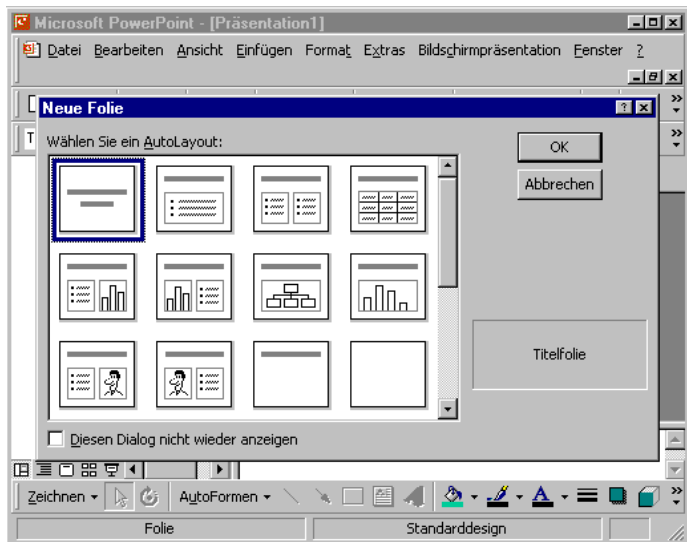 Microsoft PowerPoint - [Präsentation1]
Datei Bearbeiten Ansicht Einfügen Format Extras Bildschirmpräsentation Fenster ?
Neue Folie
Wählen Sie ein AutoLayout:
OK
Abbrechen
Titelfolie
Diesen Dialog nicht wieder anzeigen
Zeichnen AutoFormen A
Folie Standarddesign